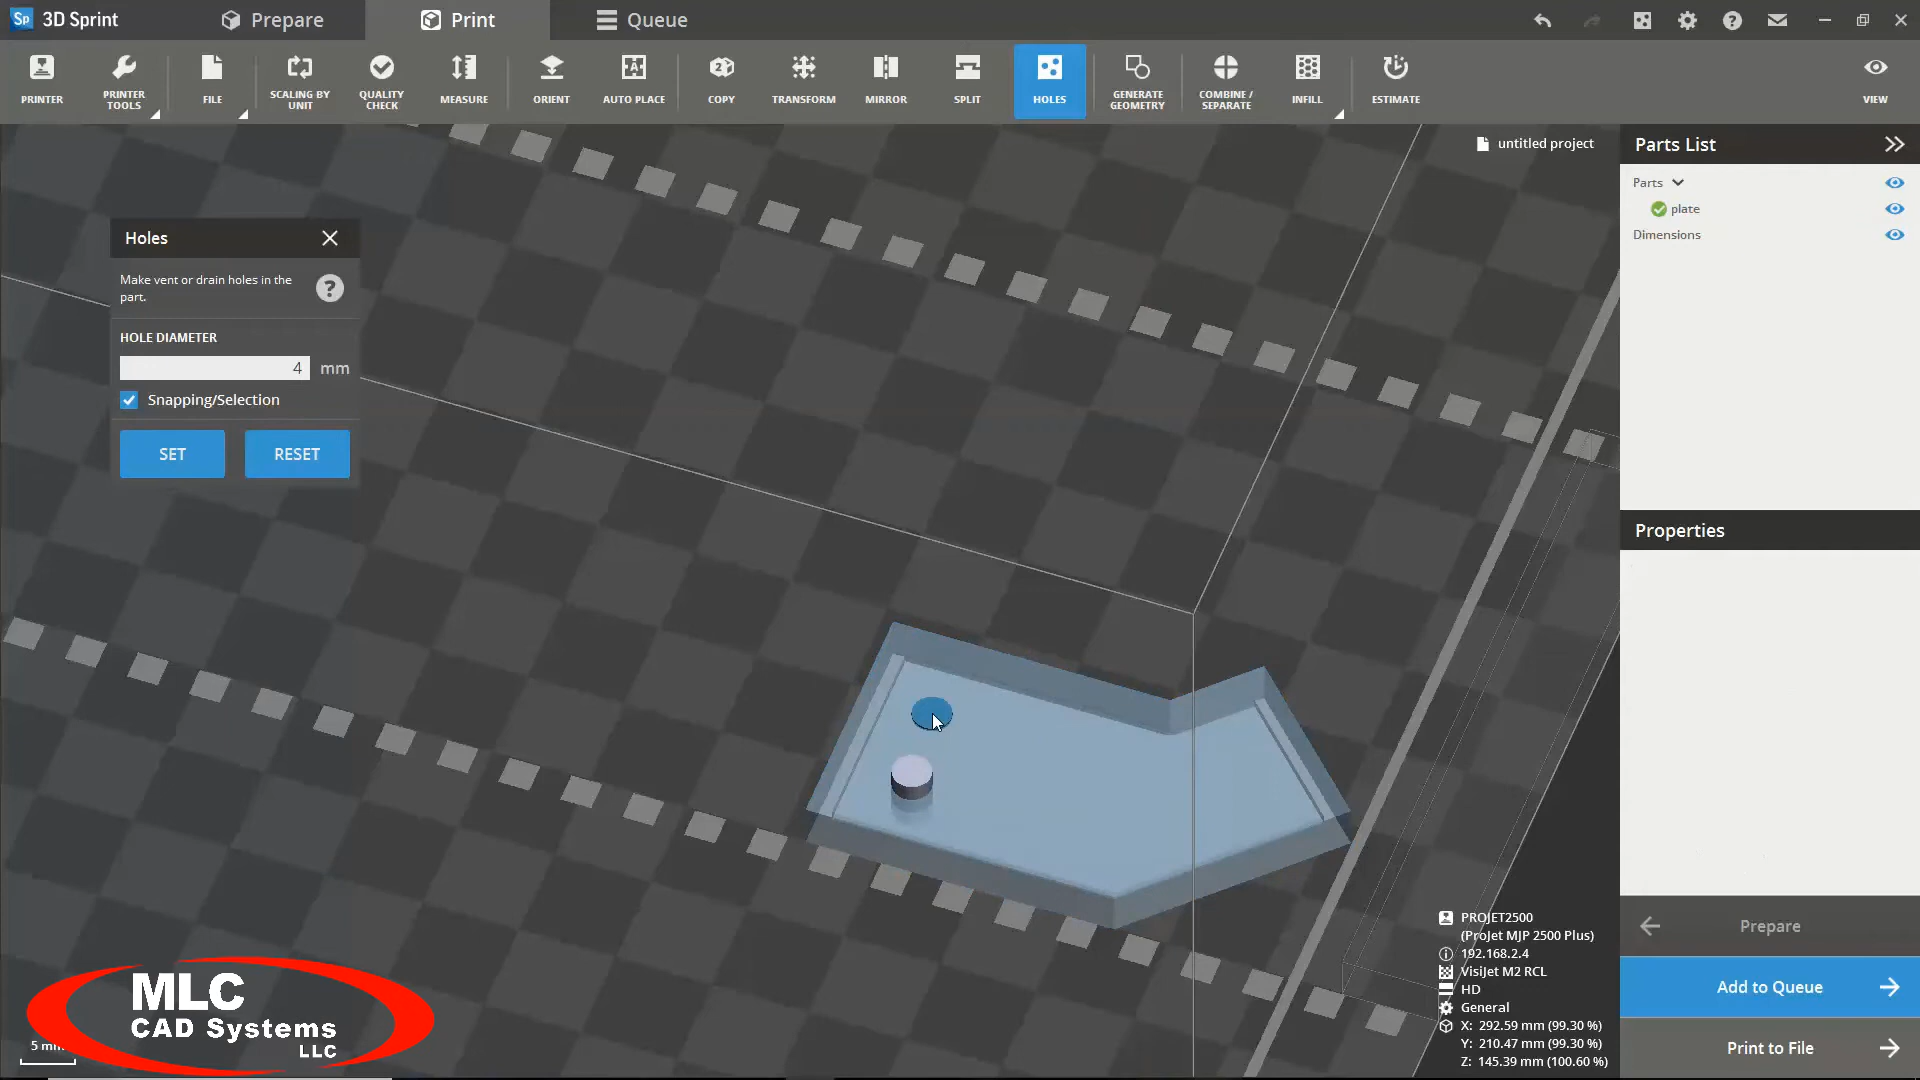 Sp 3D Sprint
Prepare
Print
Queue
PRINTER
PRINTER TOOLS
FILE
SCALING BY UNIT
QUALITY CHECK
MEASURE
ORIENT
AUTO PLACE
COPY
TRANSFORM
MIRROR
SPLIT
HOLES
GENERATE GEOMETRY
COMBINE / SEPARATE
INFILL
ESTIMATE
VIEW
untitled project
Parts List
Parts
plate
Dimensions
Holes
Make vent or drain holes in the
part.
HOLE DIAMETER
4 mm
Snapping/Selection
SET
RESET
Properties
PROJET2500
(ProJet MJP 2500 Plus)
192.168.2.4
VisiJet M2 RCL
HD
General
X: 292.59 mm (99.30 %)
Y: 210.47 mm (99.30 %)
Z: 145.39 mm (100.60 %)
Prepare
Add to Queue
Print to File
MLC
CAD Systems
LLC
5 mm